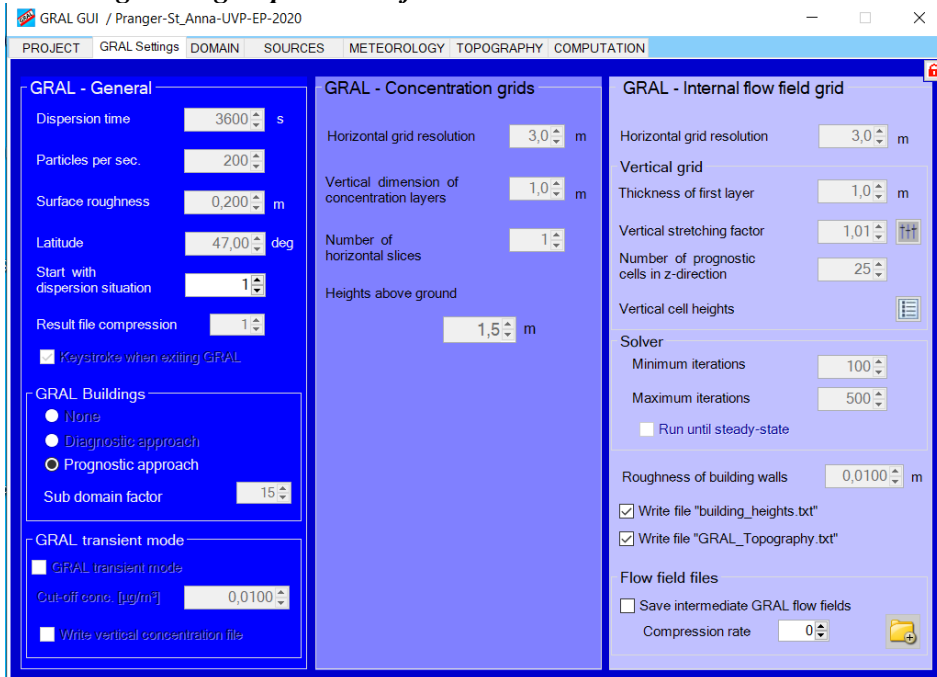 GRAL GUI / Pranger-St_Anna-UVP-EP-2020
PROJECT GRAL Settings DOMAIN SOURCES METEOROLOGY TOPOGRAPHY COMPUTATION
GRAL - General
Dispersion time 3600 s
Particles per sec. 200
Surface roughness 0,200 m
Latitude 47,00 deg
Start with
dispersion situation 1
Result file compression 1
Keystroke when exiting GRAL
GRAL Buildings
None
Diagnostic approach
Prognostic approach
Sub domain factor 15
GRAL transient mode
GRAL transient mode
Cut-off conc. [µg/m³] 0,0100
Write vertical concentration file
GRAL - Concentration grids
Horizontal grid resolution 3,0 m
Vertical dimension of
concentration layers 1,0 m
Number of
horizontal slices 1
Heights above ground
1,5 m
GRAL - Internal flow field grid
Horizontal grid resolution 3,0 m
Vertical grid
Thickness of first layer 1,0 m
Vertical stretching factor 1,01
Number of prognostic
cells in z-direction 25
Vertical cell heights
Solver
Minimum iterations 100
Maximum iterations 500
Run until steady-state
Roughness of building walls 0,0100 m
Write file "building_heights.txt"
Write file "GRAL_Topography.txt"
Flow field files
Save intermediate GRAL flow fields
Compression rate 0